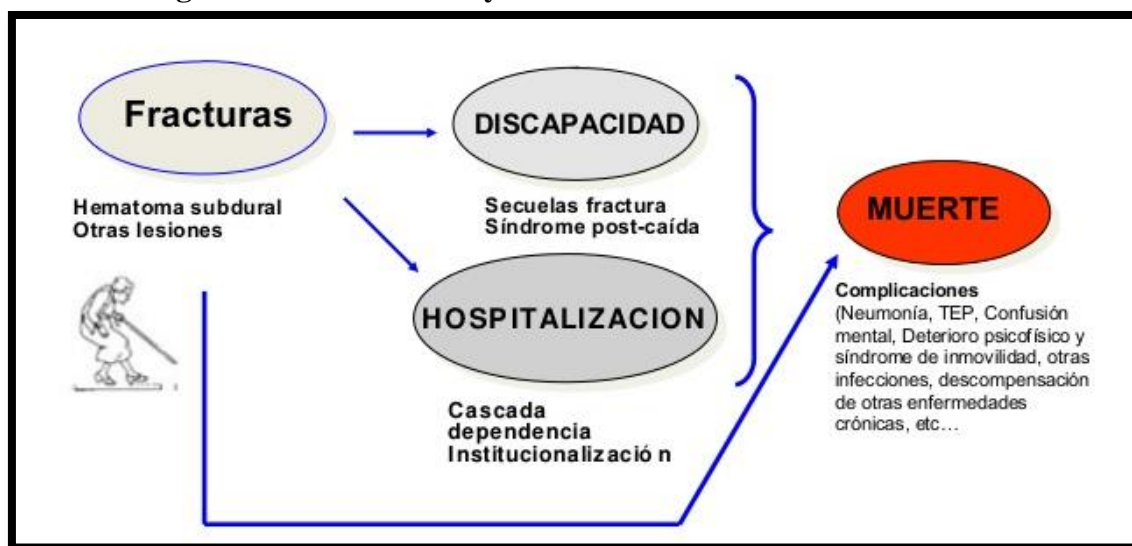 Fracturas
Hematoma subdural
Otras lesiones
DISCAPACIDAD
Secuelas fractura
Síndrome post-caída
HOSPITALIZACION
Cascada
dependencia
Institucionalizació n
MUERTE
Complicaciones
(Neumonía, TEP, Confusión
mental, Deterioro psicofísico y
síndrome de inmovilidad, otras
infecciones, descompensación
de otras enfermedades
crónicas, etc…